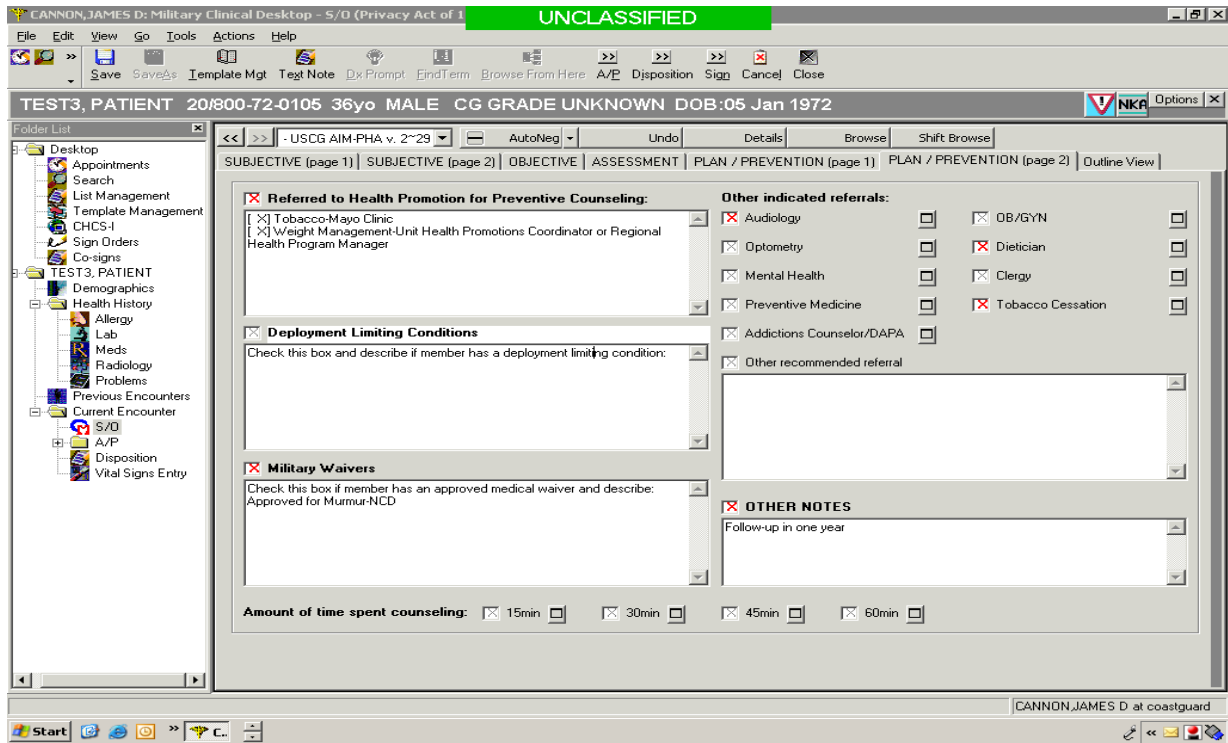 CANNON,JAMES D: Military Clinical Desktop - S/O (Privacy Act of 1
UNCLASSIFIED
File Edit View Go Tools Actions Help
Save SaveAs Template Mgt Text Note Dx Prompt FindTerm Browse From Here A/P Disposition Sign Cancel Close
TEST3, PATIENT 20/800-72-0105 36yo MALE CG GRADE UNKNOWN DOB:05 Jan 1972
NKA Options
Folder List
Desktop
Appointments
Search
List Management
Template Management
CHCS-I
Sign Orders
Co-signs
TEST3, PATIENT
Demographics
Health History
Allergy
Lab
Meds
Radiology
Problems
Previous Encounters
Current Encounter
S/O
A/P
Disposition
Vital Signs Entry
<< >> - USCG AIM-PHA v. 2~29 AutoNeg Undo Details Browse Shift Browse
SUBJECTIVE (page 1) SUBJECTIVE (page 2) OBJECTIVE ASSESSMENT PLAN / PREVENTION (page 1) PLAN / PREVENTION (page 2) Outline View
Referred to Health Promotion for Preventive Counseling:
[ X] Tobacco-Mayo Clinic
[ X] Weight Management-Unit Health Promotions Coordinator or Regional
Health Program Manager
Deployment Limiting Conditions
Check this box and describe if member has a deployment limiting condition:
Military Waivers
Check this box if member has an approved medical waiver and describe:
Approved for Murmur-NCD
Other indicated referrals:
Audiology OB/GYN
Optometry Dietician
Mental Health Clergy
Preventive Medicine Tobacco Cessation
Addictions Counselor/DAPA
Other recommended referral
OTHER NOTES
Follow-up in one year
Amount of time spent counseling: 15min 30min 45min 60min
CANNON,JAMES D at coastguard
Start C..